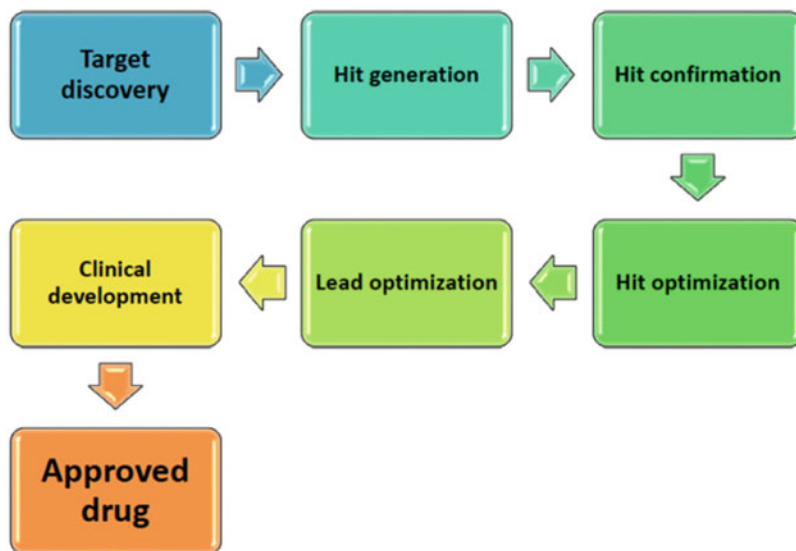 Target
discovery
Hit generation
Hit confirmation
Hit optimization
Lead optimization
Clinical
development
Approved
drug